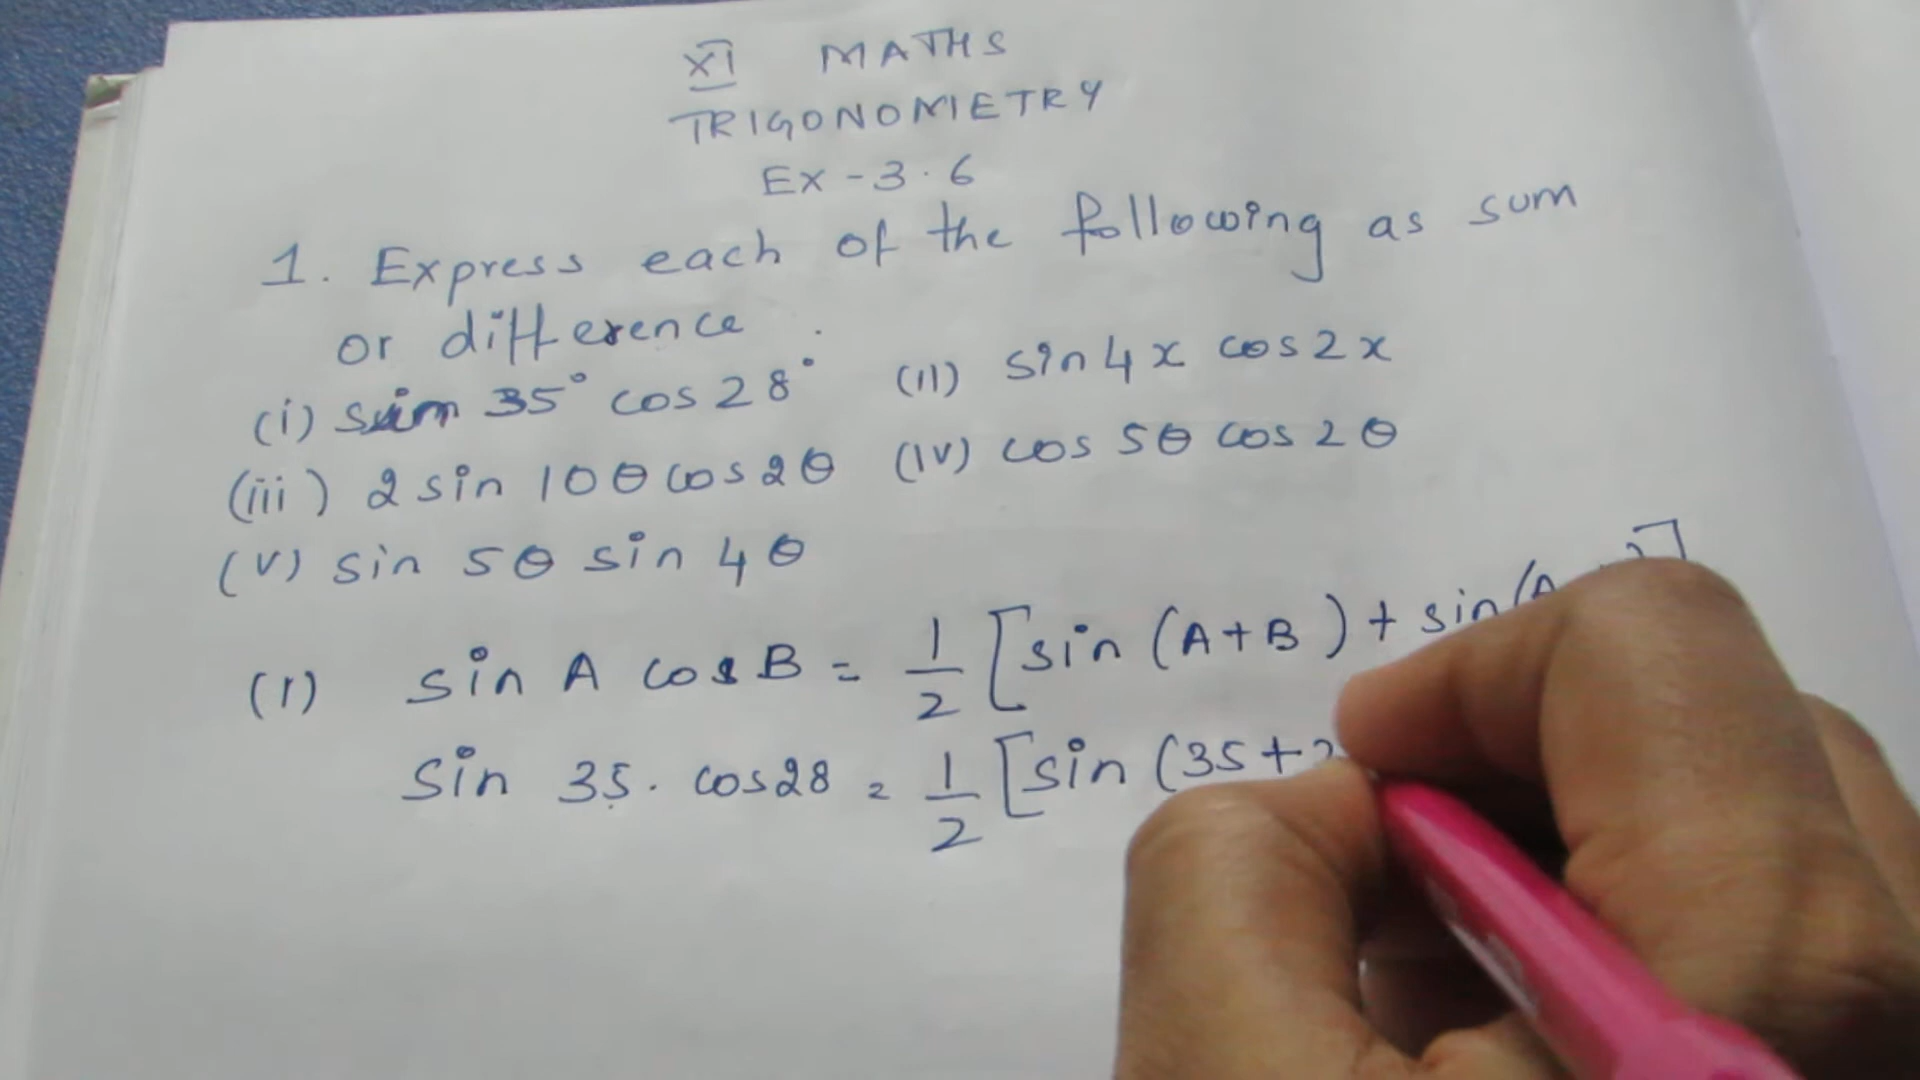 XI MATHS
TRIGONOMETRY
EX - 3.6
1. Express each of the following as sum
or difference
(i) sin 35° cos 28° (II) sin 4x cos 2x
(iii) 2 sin 10θ cos 2θ (IV) cos 5θ cos 2θ
(V) sin 5θ sin 4θ
(I) sin A cos B = 1/2 [sin (A+B) + sin (A
Sin 35. cos 28 = 1/2 [sin (35 +